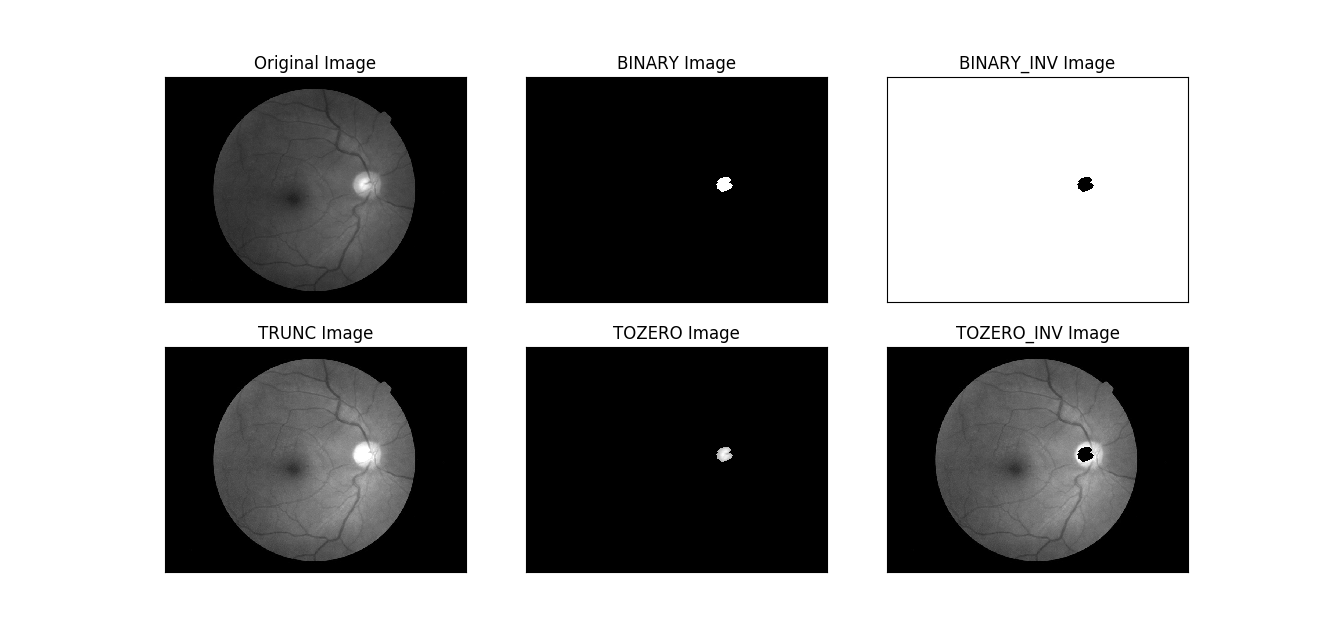 Original Image
BINARY Image
BINARY_INV Image
TRUNC Image
TOZERO Image
TOZERO_INV Image